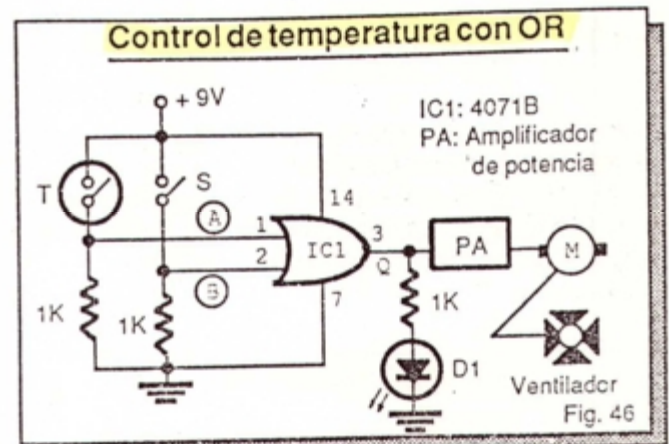 Control de temperatura con OR
+ 9V
IC1: 4071B
PA: Amplificador
de potencia
T
S
A
14
1
IC1
3
PA
M
2
Q
B
7
1K
1K
1K
D1
Ventilador
Fig. 46